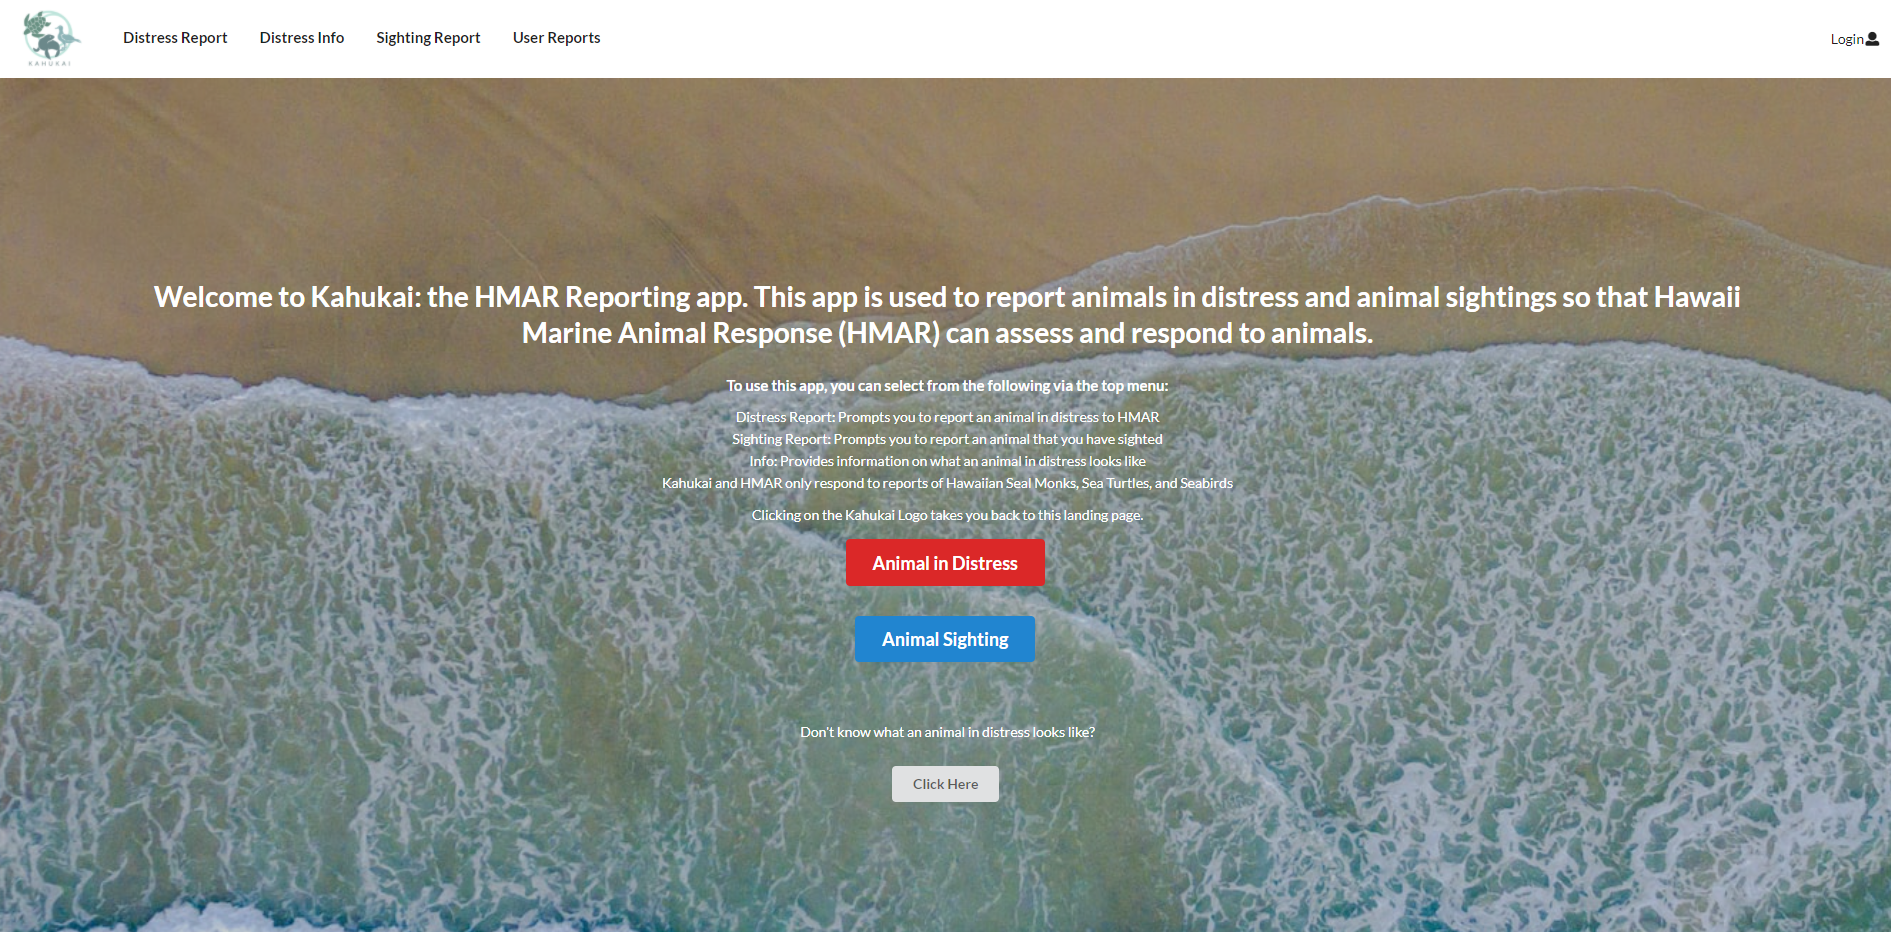 KAHUKAI
Distress Report
Distress Info
Sighting Report
User Reports
Login
Welcome to Kahukai: the HMAR Reporting app. This app is used to report animals in distress and animal sightings so that Hawaii
Marine Animal Response (HMAR) can assess and respond to animals.
To use this app, you can select from the following via the top menu:
Distress Report: Prompts you to report an animal in distress to HMAR
Sighting Report: Prompts you to report an animal that you have sighted
Info: Provides information on what an animal in distress looks like
Kahukai and HMAR only respond to reports of Hawaiian Seal Monks, Sea Turtles, and Seabirds
Clicking on the Kahukai Logo takes you back to this landing page.
Animal in Distress
Animal Sighting
Don't know what an animal in distress looks like?
Click Here